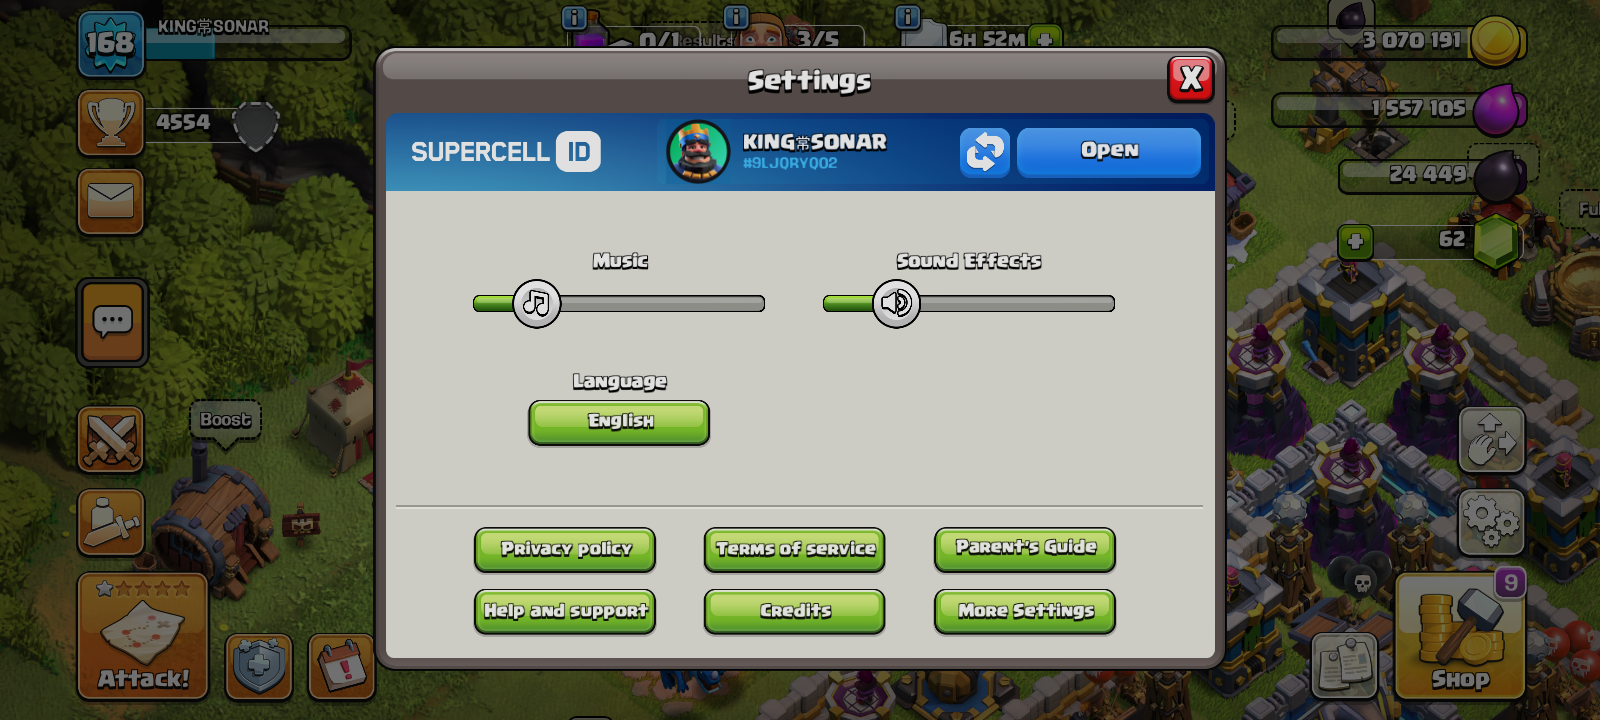 168
KING常SONAR
0/1
Results
3/5
6H 52M
3 070 191
4554
1 557 105
24 449
62
Settings
X
SUPERCELL ID
KING常SONAR
#9LJQRYQ02
Open
Music
Sound Effects
Language
English
Boost
Privacy policy
Terms of service
Parent's Guide
Help and support
Credits
More Settings
Attack!
9
Shop